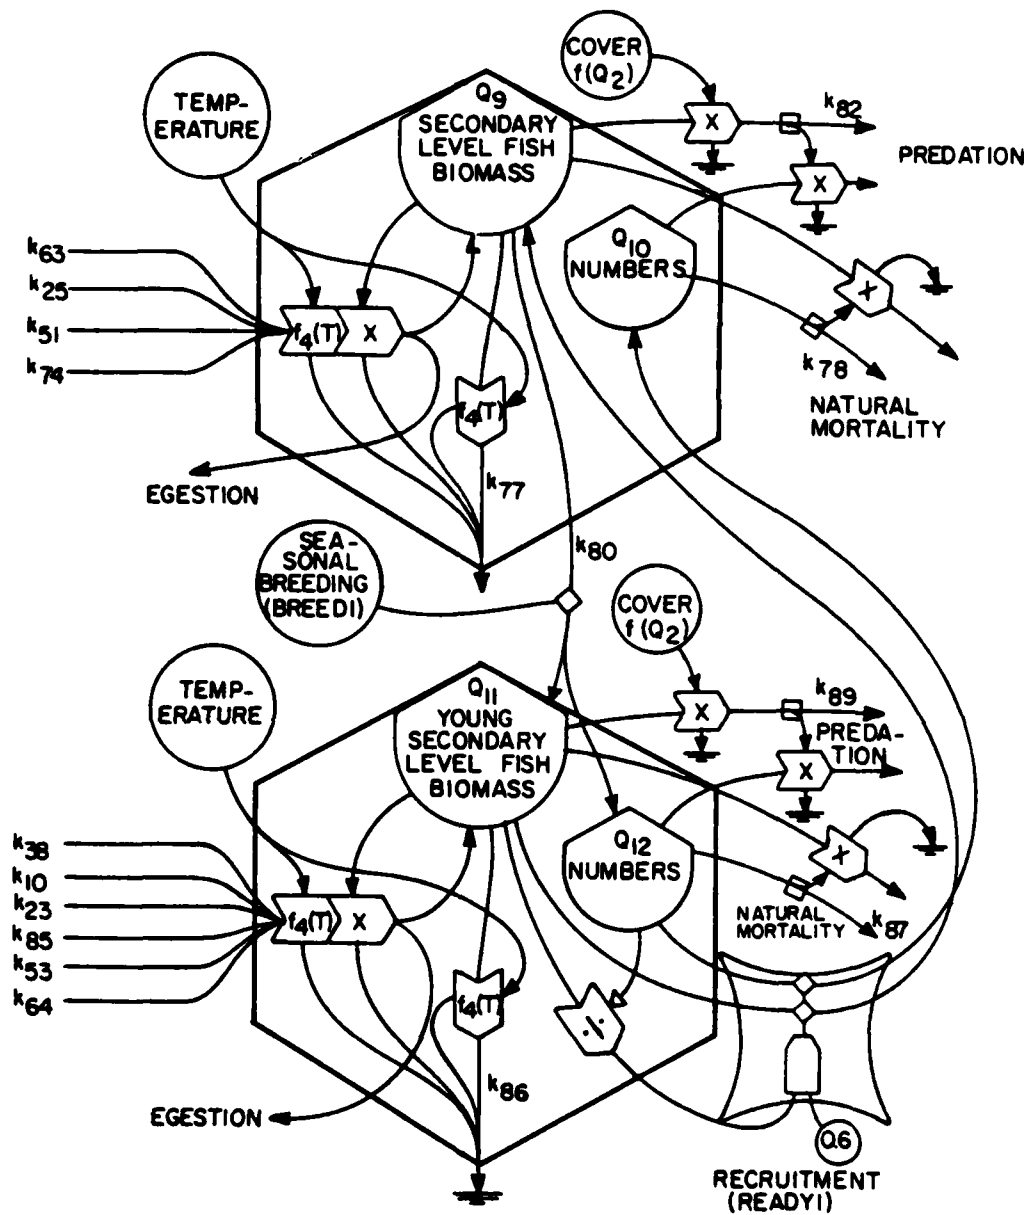 COVER
f(Q2)
TEMP-
ERATURE
Q9
SECONDARY
LEVEL FISH
BIOMASS
X
k82
PREDATION
X
Q10
NUMBERS
k63
k25
k51
k74
f4(T)
X
X
k78
NATURAL
MORTALITY
f4(T)
EGESTION
k77
SEA-
SONAL
BREEDING
(BREED1)
k80
COVER
f(Q2)
TEMP-
ERATURE
Q11
YOUNG
SECONDARY
LEVEL FISH
BIOMASS
X
k89
PREDA-
TION
X
Q12
NUMBERS
X
k38
k10
k23
k85
k53
k64
f4(T)
X
NATURAL
MORTALITY
k87
f4(T)
÷
k86
EGESTION
0.6
RECRUITMENT
(READY1)